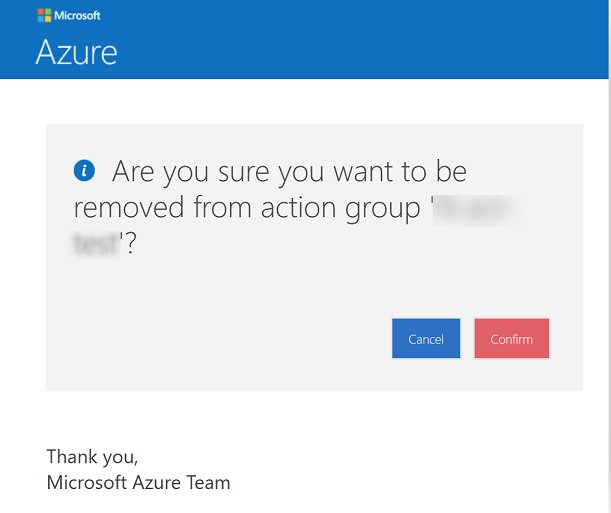 Microsoft
Azure
i Are you sure you want to be
removed from action group '
'?
Cancel Confirm
Thank you,
Microsoft Azure Team